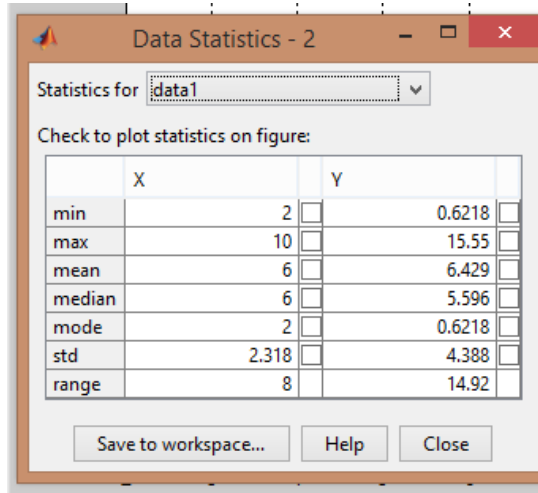 Data Statistics - 2
Statistics for data1
Check to plot statistics on figure:
X Y
min 2 0.6218
max 10 15.55
mean 6 6.429
median 6 5.596
mode 2 0.6218
std 2.318 4.388
range 8 14.92
Save to workspace... Help Close